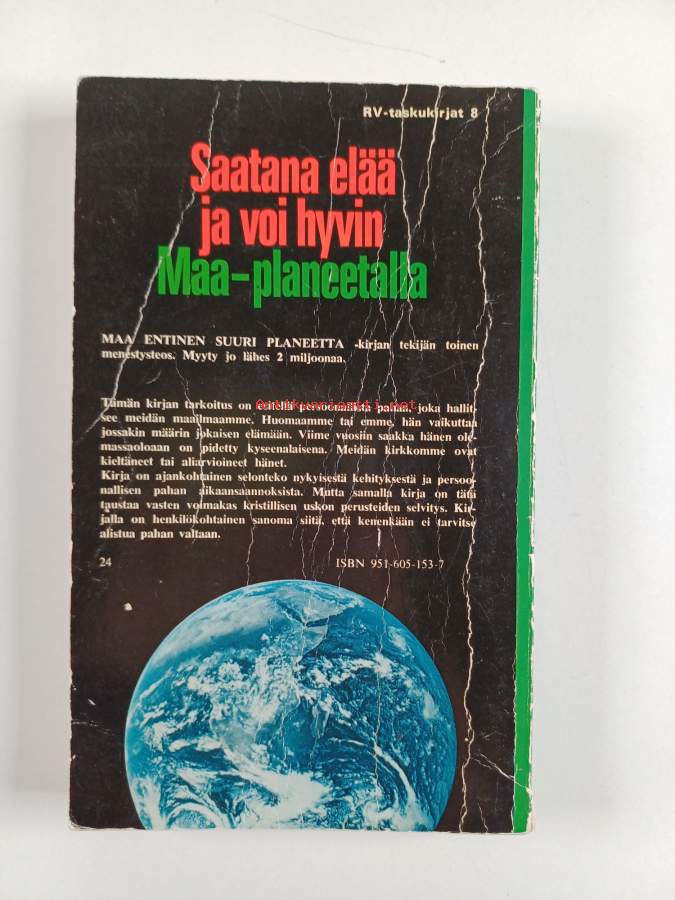 RV-taskukirjat 8
Saatana elää
ja voi hyvin
Maa-planeetalla
MAA ENTINEN SUURI PLANEETTA -kirjan tekijän toinen
menestysteos. Myyty jo lähes 2 miljoonaa.
Tämän kirjan tarkoitus on esitellä persoonallista pahaa, joka hallit-
see meidän maailmaamme. Huomaamme tai emme, hän vaikuttaa
jossakin määrin jokaisen elämään. Viime vuosiin saakka hänen ole-
massaoloaan on pidetty kyseenalaisena. Meidän kirkkomme ovat
kieltäneet tai aliarvioineet hänet.
Kirja on ajankohtainen selonteko nykyisestä kehityksestä ja persoo-
nallisen pahan aikaansaannoksista. Mutta samalla kirja on tätä
taustaa vasten voimakas kristillisen uskon perusteiden selvitys. Kir-
jalla on henkilökohtainen sanoma siitä, että kenenkään ei tarvitse
alistua pahan valtaan.
24 ISBN 951-605-153-7